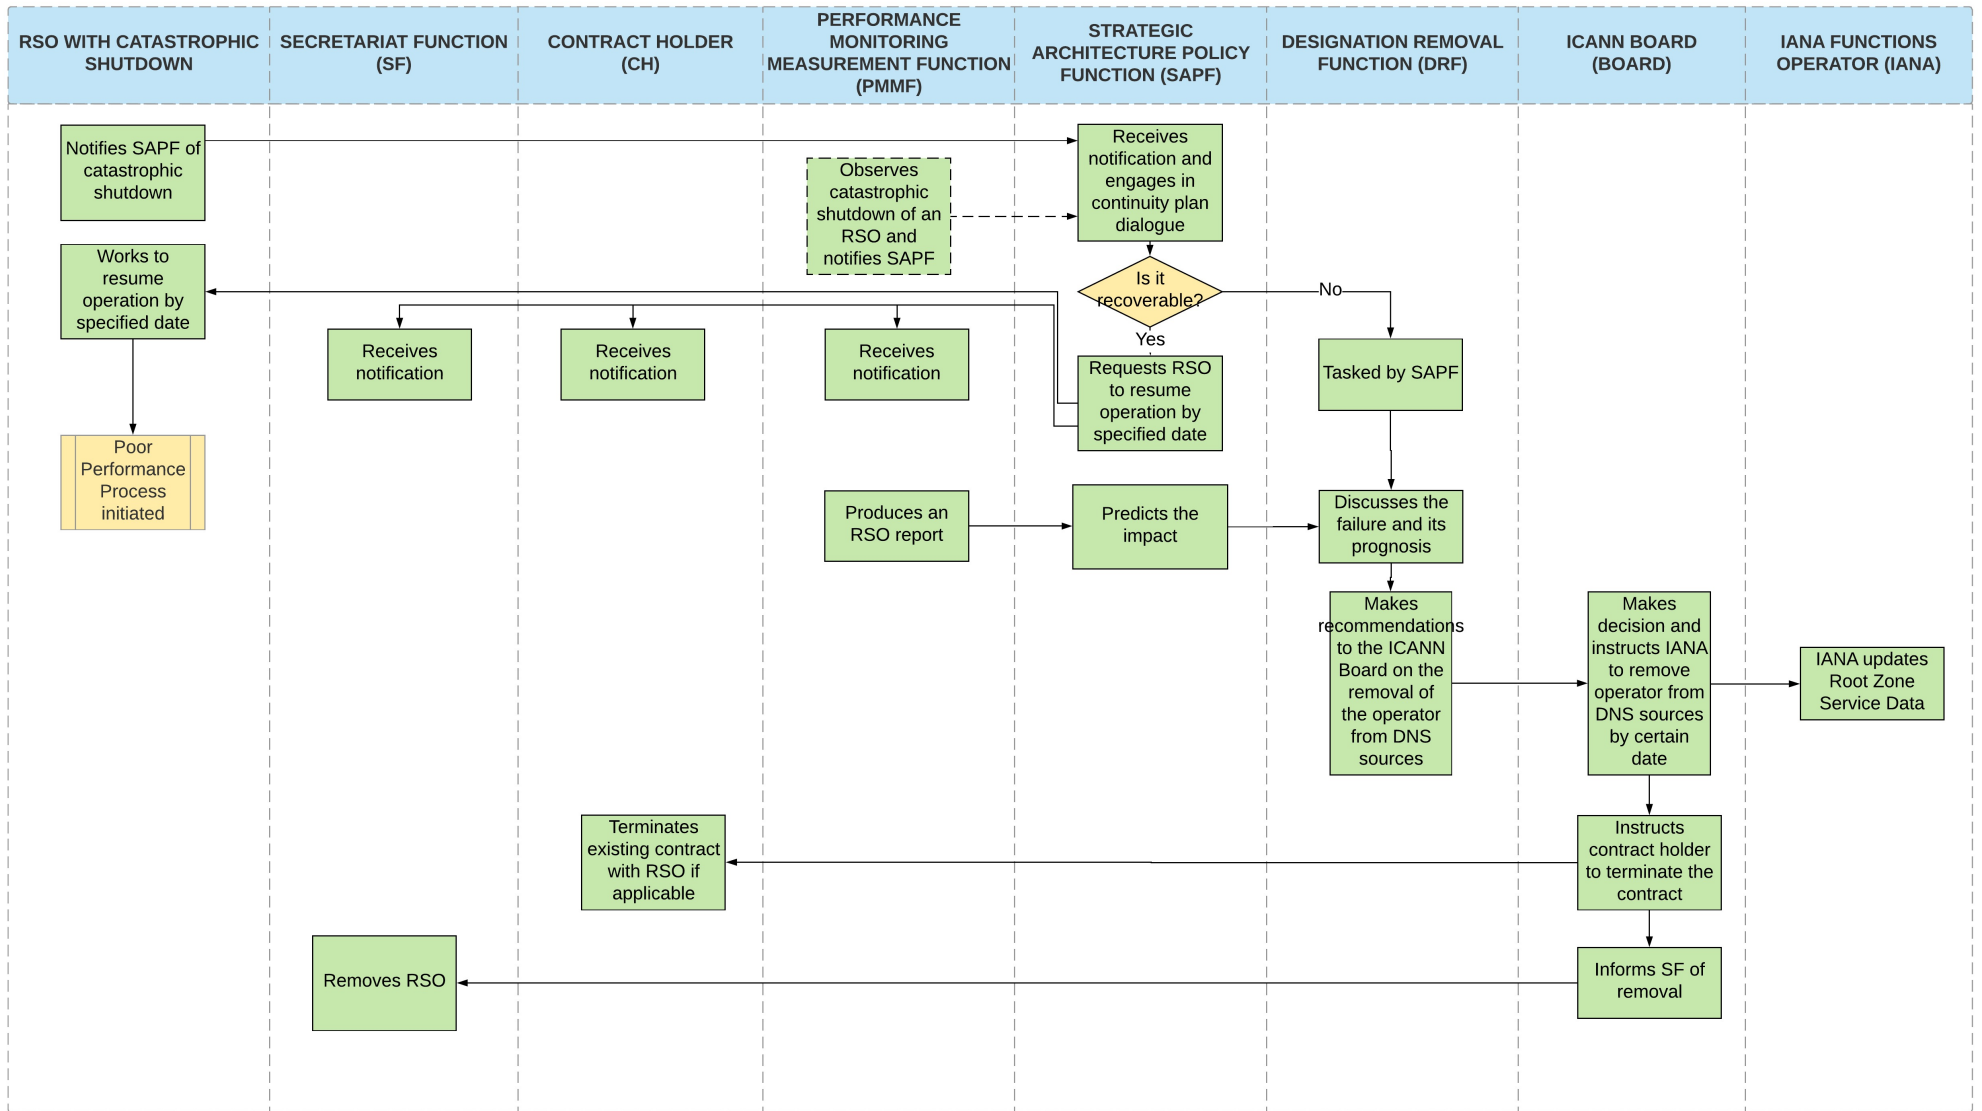 RSO WITH CATASTROPHIC
SHUTDOWN
SECRETARIAT FUNCTION
(SF)
CONTRACT HOLDER
(CH)
PERFORMANCE
MONITORING
MEASUREMENT FUNCTION
(PMMF)
STRATEGIC
ARCHITECTURE POLICY
FUNCTION (SAPF)
DESIGNATION REMOVAL
FUNCTION (DRF)
ICANN BOARD
(BOARD)
IANA FUNCTIONS
OPERATOR (IANA)
Notifies SAPF of
catastrophic
shutdown
Observes
catastrophic
shutdown of an
RSO and
notifies SAPF
Receives
notification and
engages in
continuity plan
dialogue
Works to
resume
operation by
specified date
Is it
recoverable?
No
Yes
Receives
notification
Receives
notification
Receives
notification
Requests RSO
to resume
operation by
specified date
Tasked by SAPF
Poor
Performance
Process
initiated
Produces an
RSO report
Predicts the
impact
Discusses the
failure and its
prognosis
Makes
recommendations
to the ICANN
Board on the
removal of
the operator
from DNS
sources
Makes
decision and
instructs IANA
to remove
operator from
DNS sources
by certain
date
IANA updates
Root Zone
Service Data
Terminates
existing contract
with RSO if
applicable
Instructs
contract holder
to terminate the
contract
Removes RSO
Informs SF of
removal